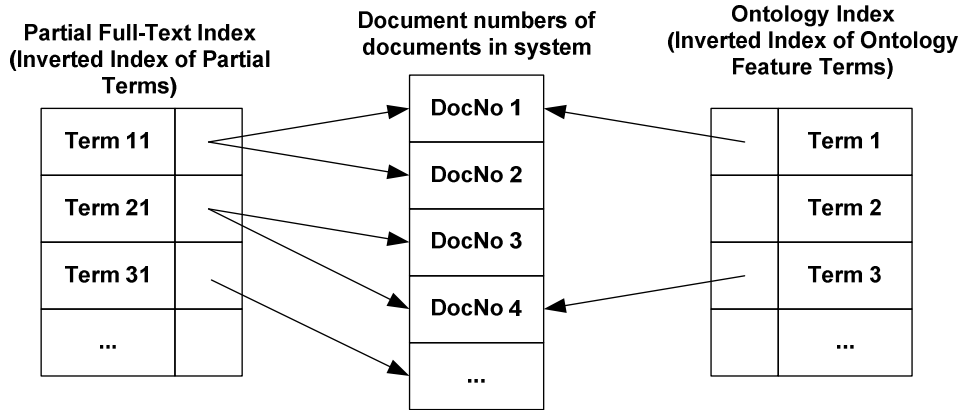 Partial Full-Text Index
(Inverted Index of Partial
Terms)
Term 11
Term 21
Term 31
...
Document numbers of
documents in system
DocNo 1
DocNo 2
DocNo 3
DocNo 4
...
Ontology Index
(Inverted Index of Ontology
Feature Terms)
Term 1
Term 2
Term 3
...